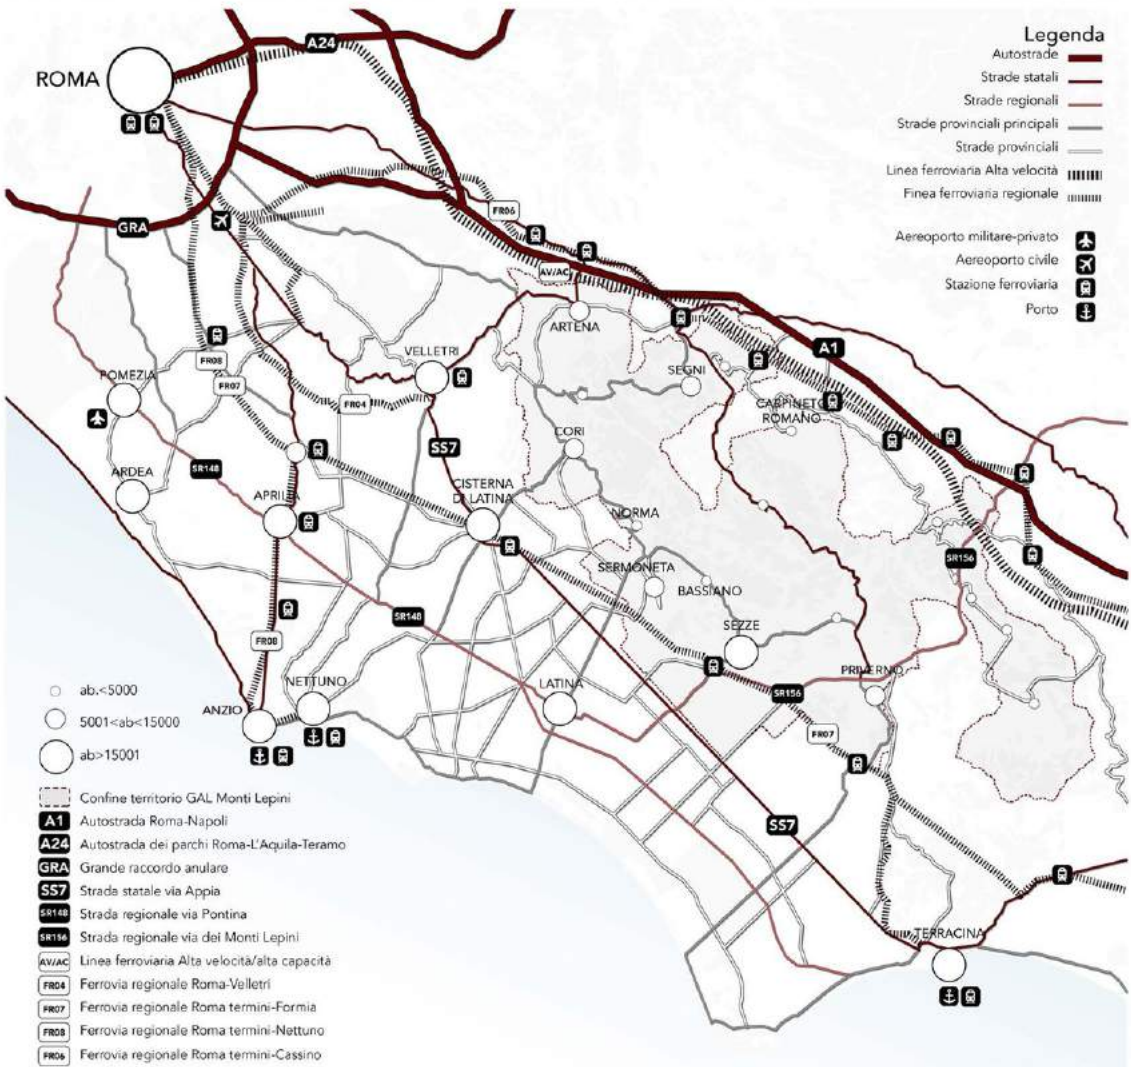 Legenda
Autostrade
Strade statali
Strade regionali
Strade provinciali principali
Strade provinciali
Linea ferroviaria Alta velocità
Finea ferroviaria regionale
Aereoporto militare-privato
Aereoporto civile
Stazione ferroviaria
Porto
A24
ROMA
GRA
FR06
AV/AC
ARTENA
A1
VELLETRI
FR08
FR07
POMEZIA
SEGNI
FR04
CARPINETO
ROMANO
CORI
SS7
SR148
ARDEA
APRILIA
CISTERNA
DI LATINA
NORMA
SERMONETA
BASSIANO
SR156
SR148
SEZZE
FR08
NETTUNO
ANZIO
LATINA
PRIVERNO
SR156
FR07
SS7
TERRACINA
ab.<5000
5001<ab<15000
ab>15001
Confine territorio GAL Monti Lepini
A1 Autostrada Roma-Napoli
A24 Autostrada dei parchi Roma-L'Aquila-Teramo
GRA Grande raccordo anulare
SS7 Strada statale via Appia
SR148 Strada regionale via Pontina
SR156 Strada regionale via dei Monti Lepini
AV/AC Linea ferroviaria Alta velocità/alta capacità
FR04 Ferrovia regionale Roma-Velletri
FR07 Ferrovia regionale Roma termini-Formia
FR08 Ferrovia regionale Roma termini-Nettuno
FR06 Ferrovia regionale Roma termini-Cassino